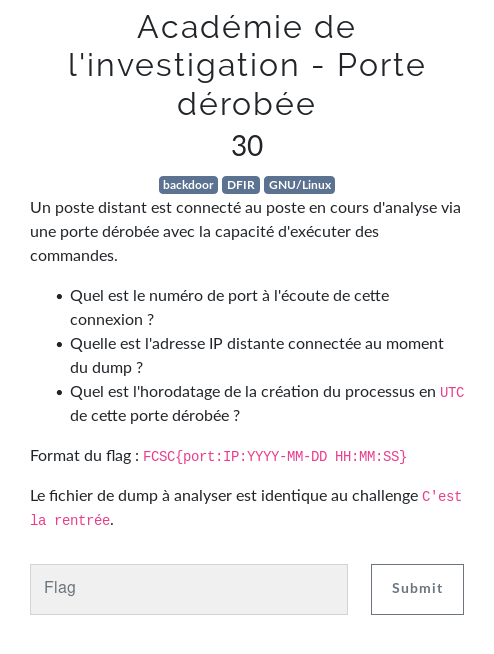 Académie de
l'investigation - Porte
dérobée
30
backdoor DFIR GNU/Linux
Un poste distant est connecté au poste en cours d'analyse via
une porte dérobée avec la capacité d'exécuter des
commandes.
• Quel est le numéro de port à l'écoute de cette
connexion ?
• Quelle est l'adresse IP distante connectée au moment
du dump ?
• Quel est l'horodatage de la création du processus en UTC
de cette porte dérobée ?
Format du flag : FCSC{port:IP:YYYY-MM-DD HH:MM:SS}
Le fichier de dump à analyser est identique au challenge C'est
la rentrée.
Flag Submit